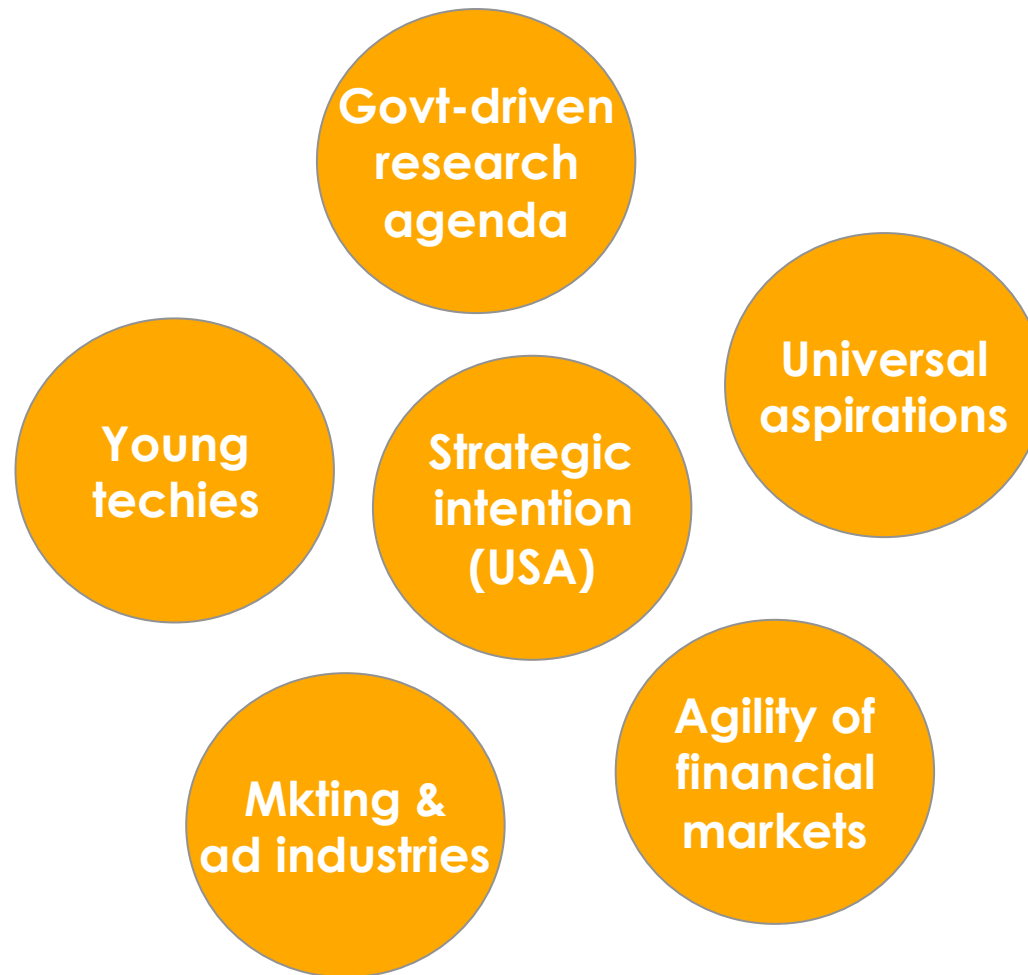 Govt-driven
research
agenda
Universal
aspirations
Young
techies
Strategic
intention
(USA)
Agility of
financial
markets
Mkting &
ad industries